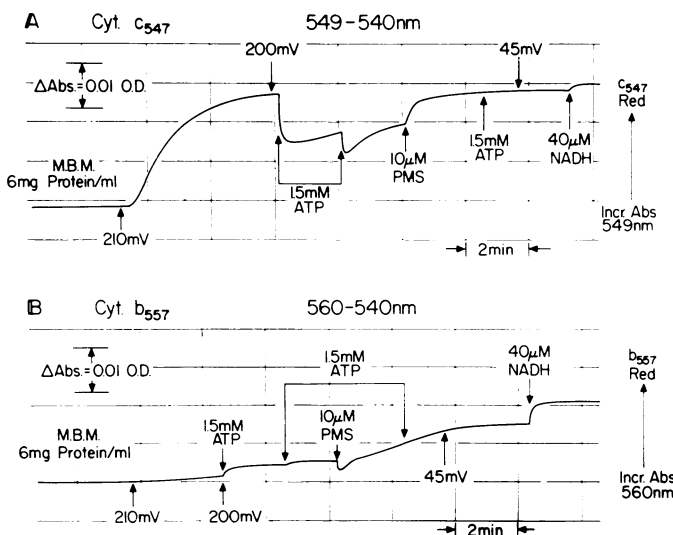 A Cyt. c547 549-540nm
200mV 45mV
ΔAbs.=0.01 O.D.
c547
Red
M.B.M.
6mg Protein/ml
1.5mM
ATP
10μM
PMS
1.5mM
ATP
40μM
NADH
Incr. Abs
549nm
210mV
2min
B Cyt. b557 560-540nm
ΔAbs.=0.01 O.D.
1.5mM
ATP
40μM
NADH
b557
Red
M.B.M.
6mg Protein/ml
1.5mM
ATP
10μM
PMS
45mV
Incr. Abs
560nm
210mV 200mV
2min